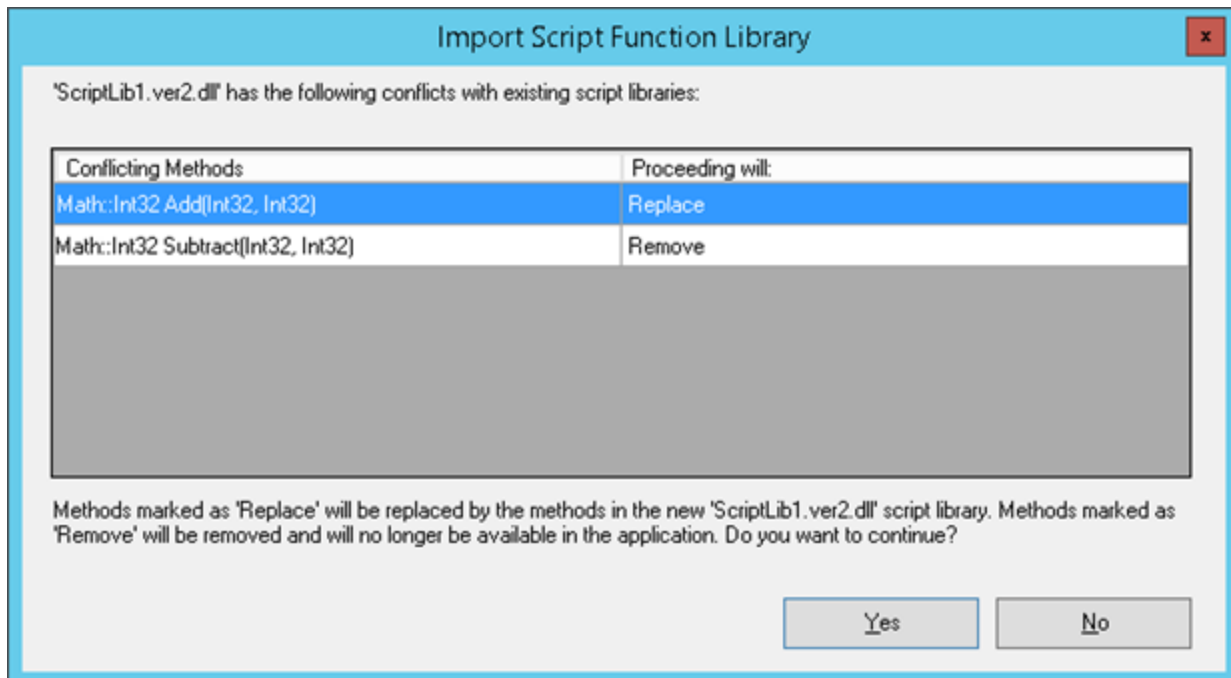 Import Script Function Library
x
'ScriptLib1.ver2.dll' has the following conflicts with existing script libraries:
Conflicting Methods Proceeding will:
Math::Int32 Add(Int32, Int32) Replace
Math::Int32 Subtract(Int32, Int32) Remove
Methods marked as 'Replace' will be replaced by the methods in the new 'ScriptLib1.ver2.dll' script library. Methods marked as
'Remove' will be removed and will no longer be available in the application. Do you want to continue?
Yes No